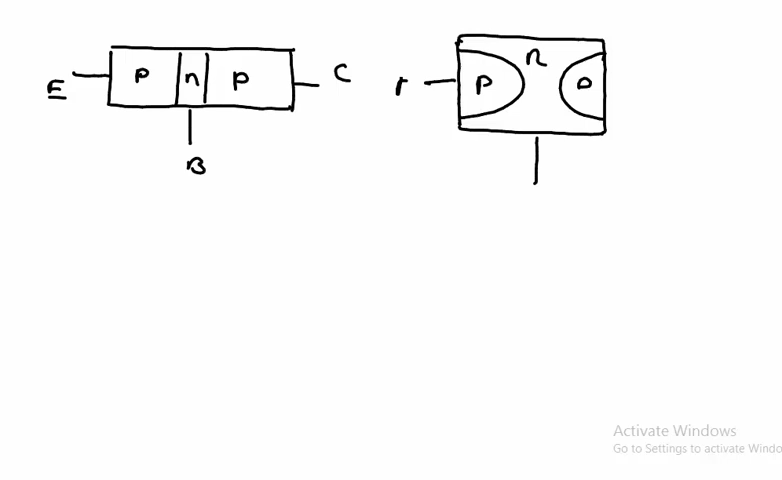 E p n p C
B
n
P
Activate Windows
Go to Settings to activate Windo